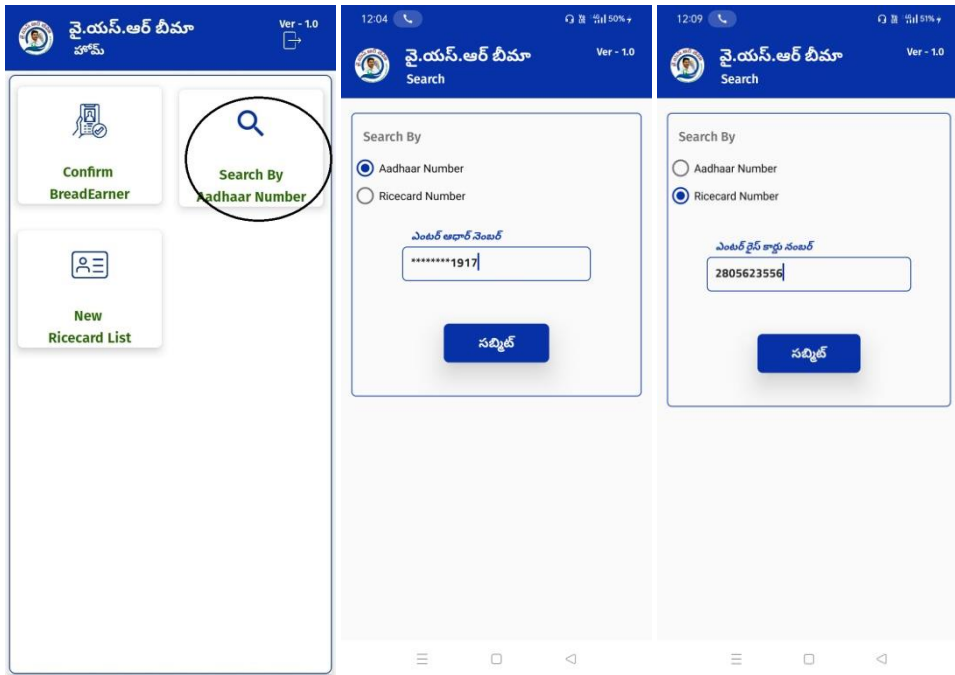 వై.యస్.ఆర్ బీమా
Ver - 1.0
హోమ్
Confirm
BreadEarner
Search By
Aadhaar Number
New
Ricecard List
12:04
50%
వై.యస్.ఆర్ బీమా
Ver - 1.0
Search
Search By
Aadhaar Number
Ricecard Number
ఎంటర్ ఆధార్ నెంబర్
********1917
సబ్మిట్
12:09
51%
వై.యస్.ఆర్ బీమా
Ver - 1.0
Search
Search By
Aadhaar Number
Ricecard Number
ఎంటర్ రైస్ కార్డు నంబర్
2805623556
సబ్మిట్